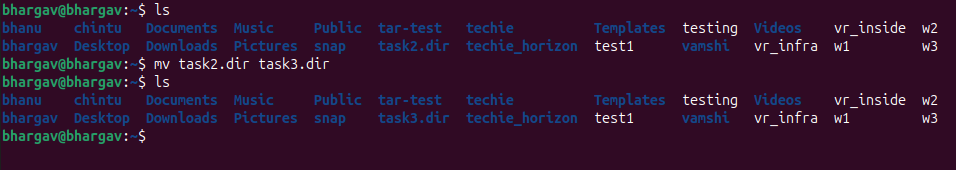 bhargav@bhargav:~$ ls
bhanu chintu Documents Music Public tar-test techie Templates testing Videos vr_inside w2
bhargav Desktop Downloads Pictures snap task2.dir techie_horizon test1 vamshi vr_infra w1 w3
bhargav@bhargav:~$ mv task2.dir task3.dir
bhargav@bhargav:~$ ls
bhanu chintu Documents Music Public tar-test techie Templates testing Videos vr_inside w2
bhargav Desktop Downloads Pictures snap task3.dir techie_horizon test1 vamshi vr_infra w1 w3
bhargav@bhargav:~$